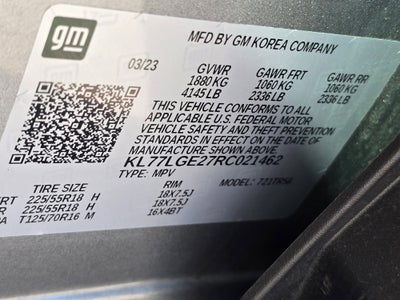 gm
MFD BY GM KOREA COMPANY
03/23 GVWR GAWR FRT GAWR RR
1880 KG 1060 KG 1060 KG
4145 LB 2336 LB 2336 LB
THIS VEHICLE CONFORMS TO ALL
APPLICABLE U.S. FEDERAL MOTOR
VEHICLE SAFETY AND THEFT PREVENTION
STANDARDS IN EFFECT ON THE DATE OF
MANUFACTURE SHOWN ABOVE.
KL77LGE27RC021462
TYPE: MPV MODEL:
TIRE SIZE RIM
225/55R18 H 18X7.5J
RR 225/55R18 H 18X7.5J
T125/70R16 M 16X4BT